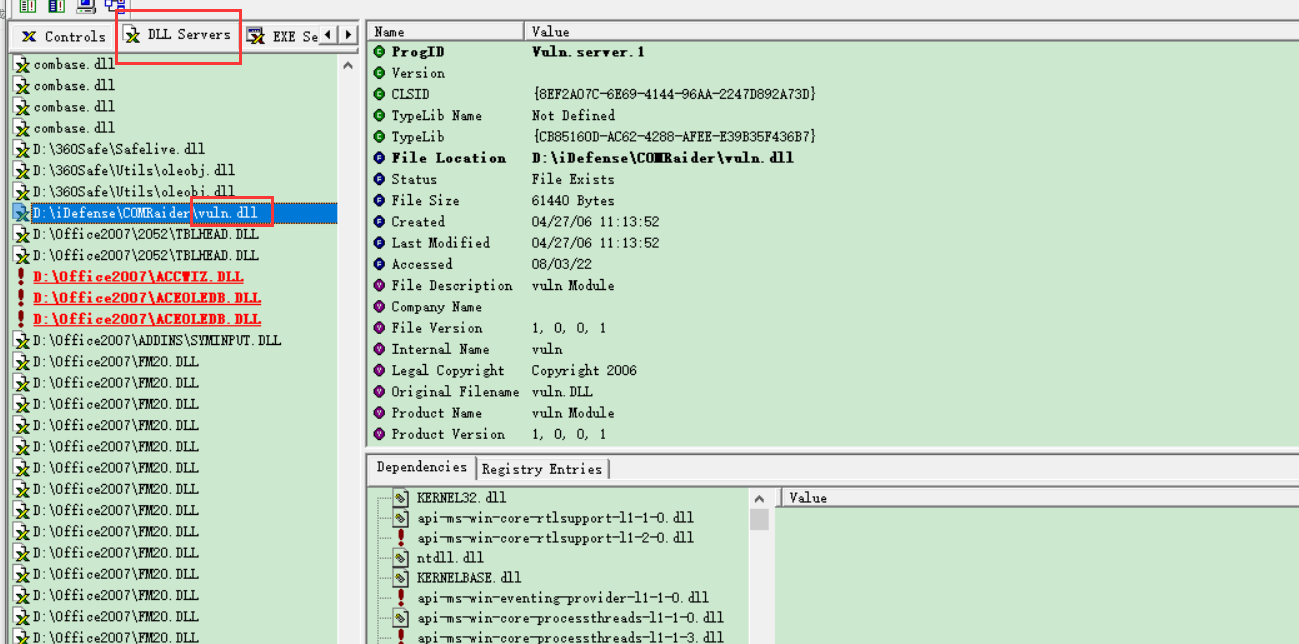 Controls DLL Servers EXE Se
combase.dll
combase.dll
combase.dll
combase.dll
D:\360Safe\Safelive.dll
D:\360Safe\Utils\oleobj.dll
D:\360Safe\Utils\oleobj.dll
D:\iDefense\COMRaider\vuln.dll
D:\Office2007\2052\TBLHEAD.DLL
D:\Office2007\2052\TBLHEAD.DLL
D:\Office2007\ACCWIZ.DLL
D:\Office2007\ACEOLEDB.DLL
D:\Office2007\ACEOLEDB.DLL
D:\Office2007\ADDINS\SYMINPUT.DLL
D:\Office2007\FM20.DLL
D:\Office2007\FM20.DLL
D:\Office2007\FM20.DLL
D:\Office2007\FM20.DLL
D:\Office2007\FM20.DLL
D:\Office2007\FM20.DLL
D:\Office2007\FM20.DLL
D:\Office2007\FM20.DLL
D:\Office2007\FM20.DLL
D:\Office2007\FM20.DLL
D:\Office2007\FM20.DLL
D:\Office2007\FM20.DLL
D:\Office2007\FM20.DLL
D:\Office2007\FM20.DLL
Name Value
ProgID Vuln.server.1
Version
CLSID {8EF2A07C-6E69-4144-96AA-2247D892A73D}
TypeLib Name Not Defined
TypeLib {CB85160D-AC62-4288-AFEE-E39B35F436B7}
File Location D:\iDefense\COMRaider\vuln.dll
Status File Exists
File Size 61440 Bytes
Created 04/27/06 11:13:52
Last Modified 04/27/06 11:13:52
Accessed 08/03/22
File Description vuln Module
Company Name
File Version 1, 0, 0, 1
Internal Name vuln
Legal Copyright Copyright 2006
Original Filename vuln.DLL
Product Name vuln Module
Product Version 1, 0, 0, 1
Dependencies Registry Entries
Value
KERNEL32.dll
api-ms-win-core-rtlsupport-l1-1-0.dll
api-ms-win-core-rtlsupport-l1-2-0.dll
ntdll.dll
KERNELBASE.dll
api-ms-win-eventing-provider-l1-1-0.dll
api-ms-win-core-processthreads-l1-1-0.dll
api-ms-win-core-processthreads-l1-1-3.dll